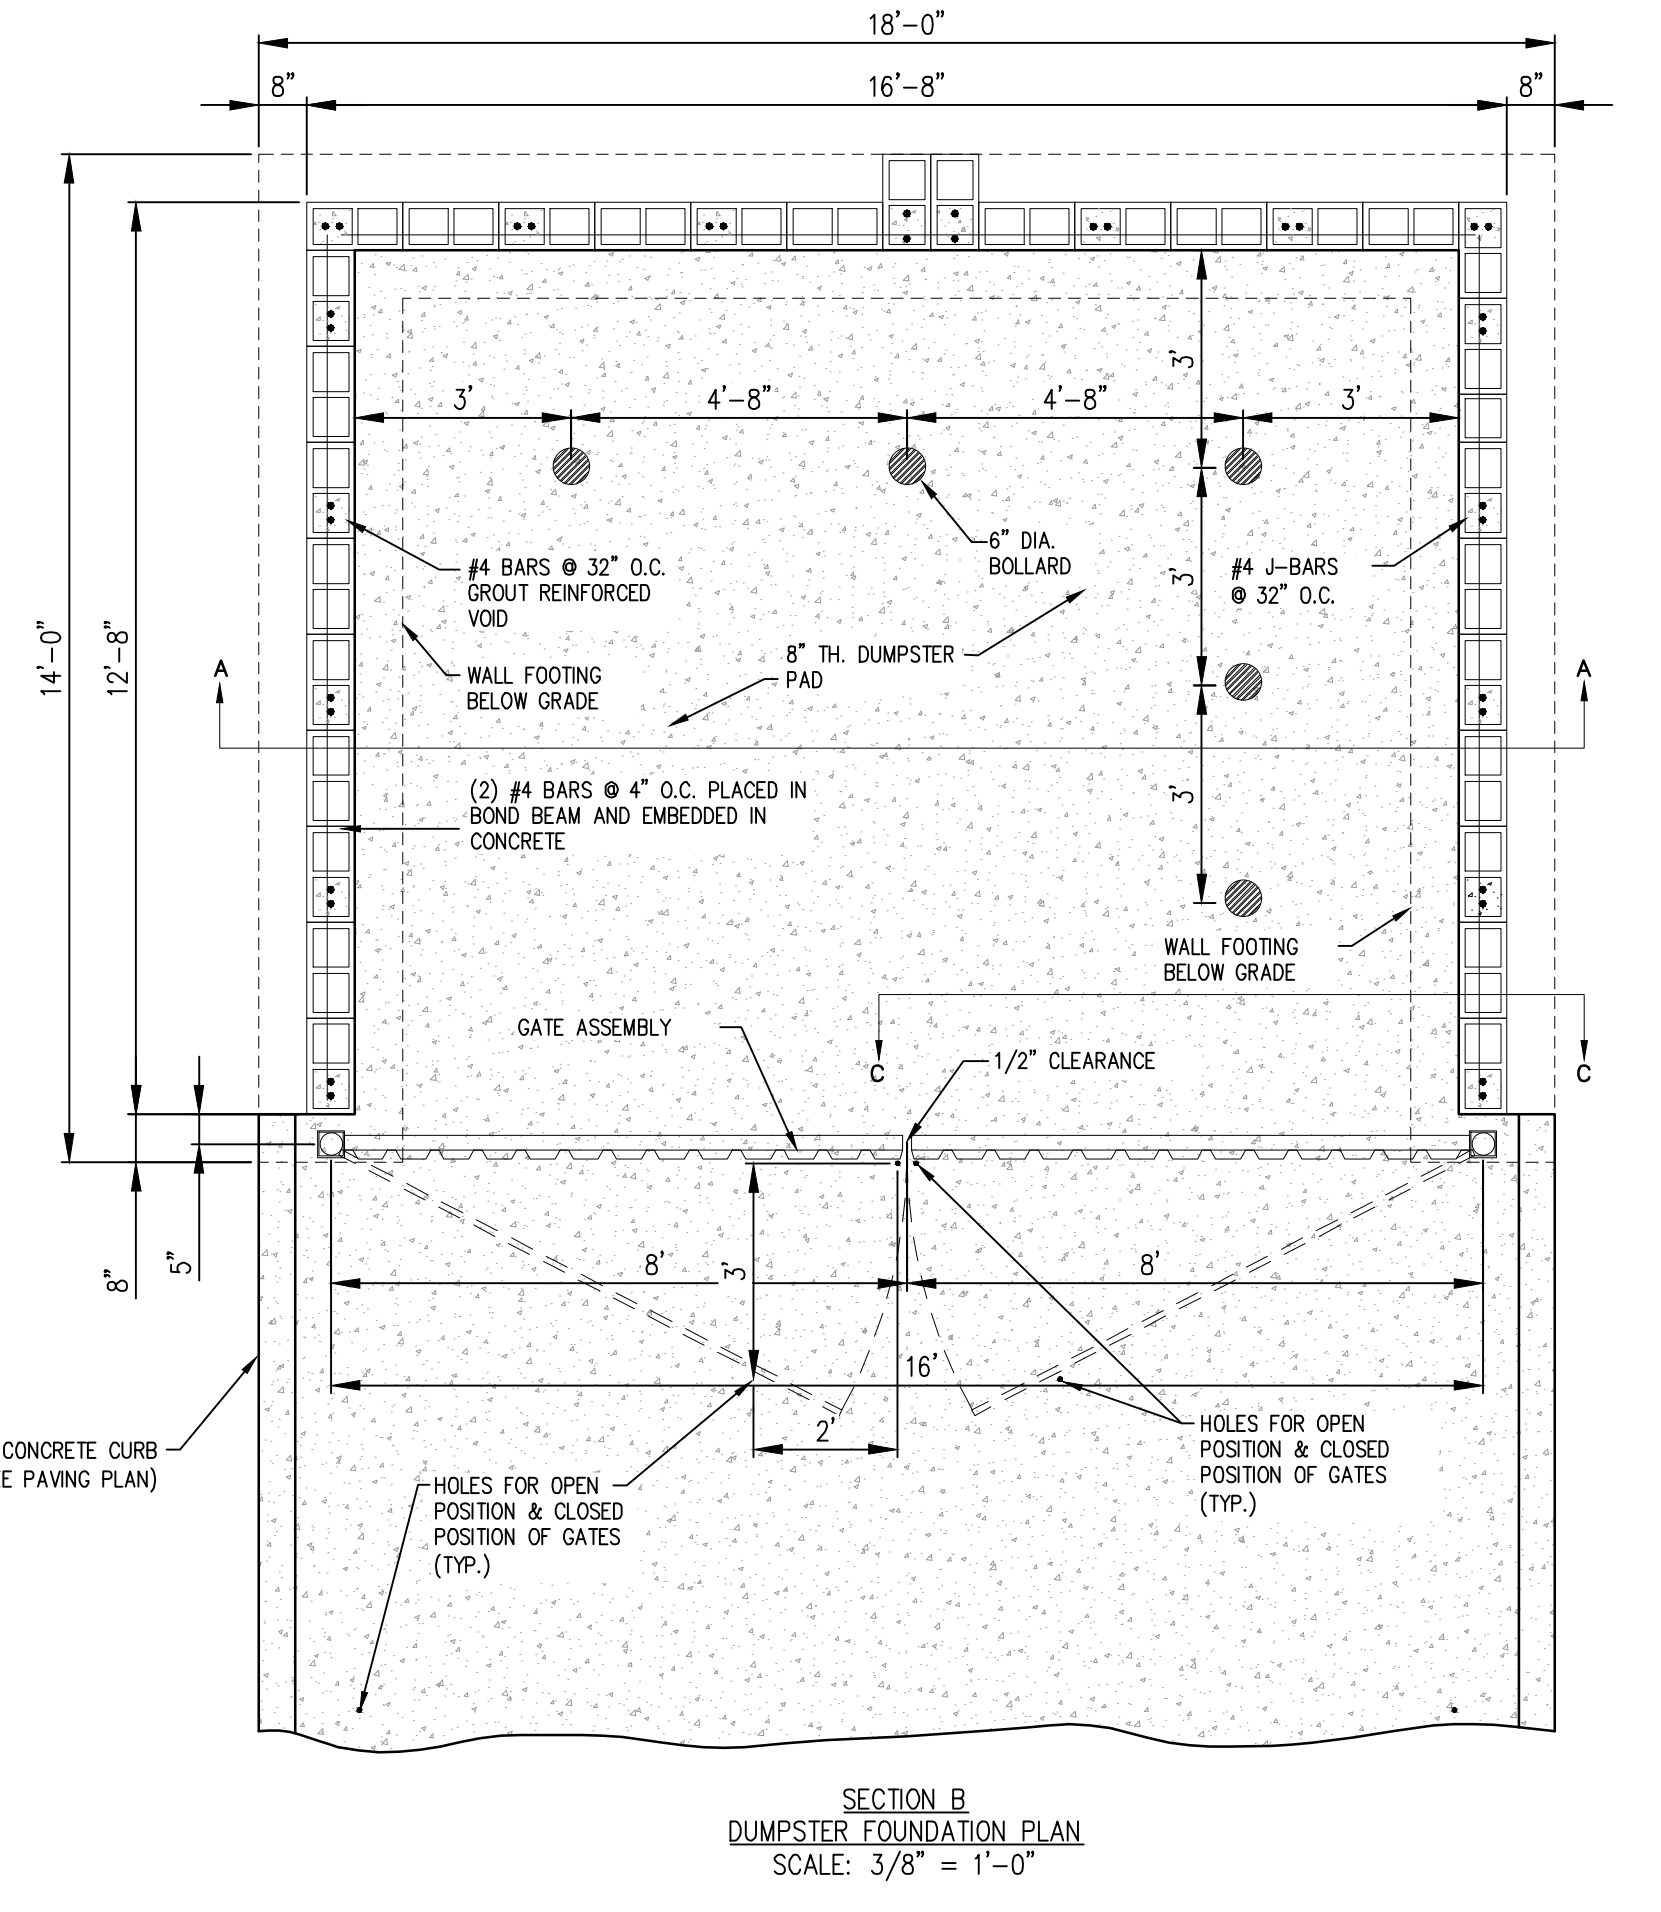 18'-0"
8"
16'-8"
8"
3'
3'
4'-8"
4'-8"
3'
6" DIA.
BOLLARD
#4 BARS @ 32" O.C.
GROUT REINFORCED
VOID
3'
#4 J-BARS
@ 32" O.C.
14'-0"
12'-8"
8" TH. DUMPSTER
PAD
WALL FOOTING
BELOW GRADE
A
A
(2) #4 BARS @ 4" O.C. PLACED IN
BOND BEAM AND EMBEDDED IN
CONCRETE
3'
WALL FOOTING
BELOW GRADE
GATE ASSEMBLY
1/2" CLEARANCE
C
C
5"
8"
8'
3'
8'
16'
2'
CONCRETE CURB
E PAVING PLAN)
HOLES FOR OPEN
POSITION & CLOSED
POSITION OF GATES
(TYP.)
HOLES FOR OPEN
POSITION & CLOSED
POSITION OF GATES
(TYP.)
SECTION B
DUMPSTER FOUNDATION PLAN
SCALE: 3/8" = 1'-0"